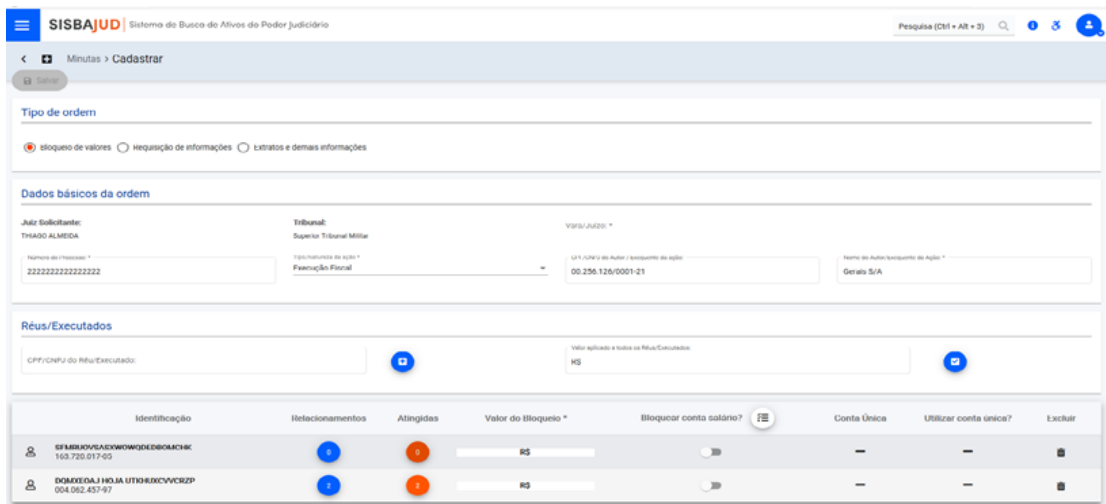 SISBAJUD Sistema de Busca de Ativos do Poder Judiciário
Pesquisa (Ctrl + Alt + 3)
Minutas > Cadastrar
Salvar
Tipo de ordem
Bloqueio de valores Requisição de informações Extratos e demais informações
Dados básicos da ordem
Juiz Solicitante: Tribunal: Vara/Juízo: *
THIAGO ALMEIDA Superior Tribunal Militar
Número do Processo * Tipo/Natureza da ação * CPF/CNPJ do Autor / Exequente da ação Nome do Autor/Exequente da Ação *
2222222222222222 Execução Fiscal 00.256.126/0001-21 Gerais S/A
Réus/Executados
CPF/CNPJ do Réu/Executado: Valor aplicado a todos os Réus/Executados
R$
Identificação Relacionamentos Atingidas Valor do Bloqueio * Bloquear conta salário? Conta Única Utilizar conta única? Excluir
163.720.017-05 0 0 R$
004.062.457-97 2 2 R$